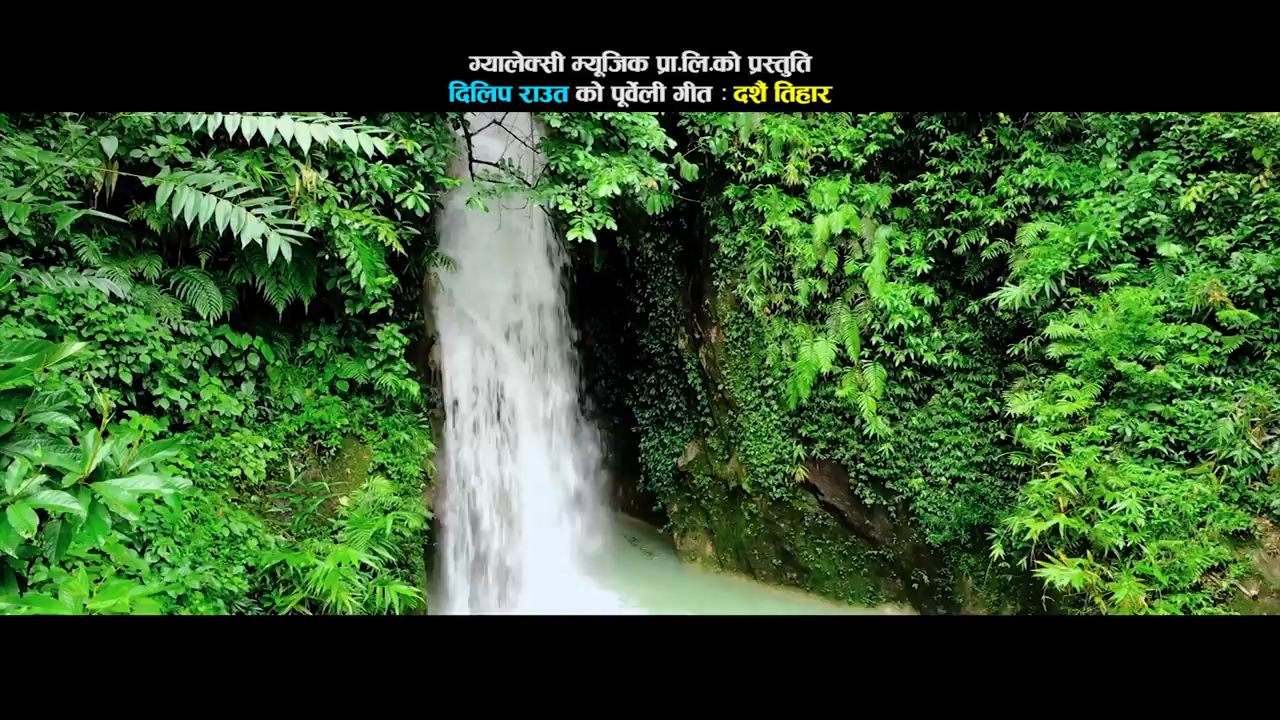 ग्यालेक्सी म्यूजिक प्रा.लि.को प्रस्तुति
दिलिप राउत को पूर्वेली गीत : दशैं तिहार